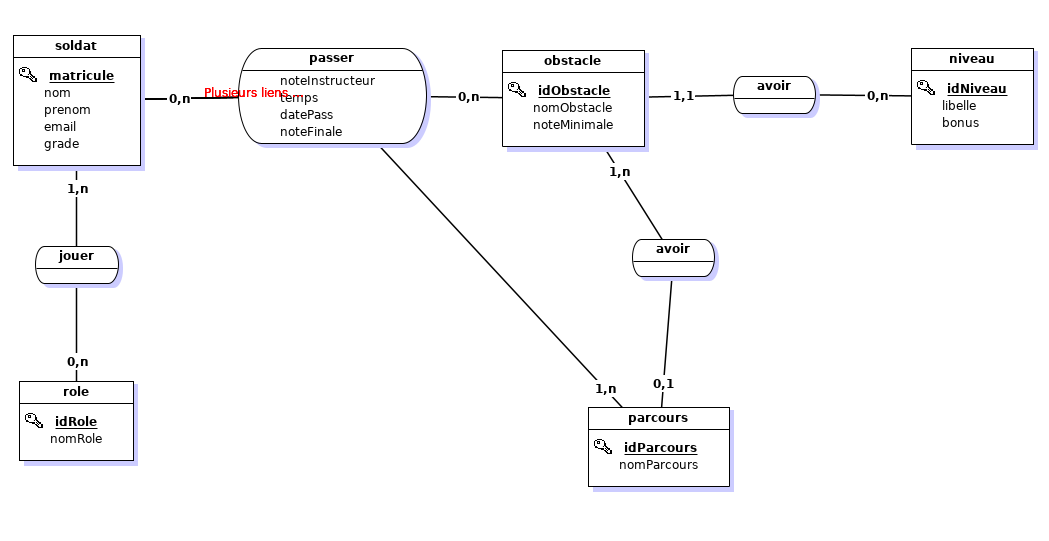 soldat
matricule
nom
prenom
email
grade
0,n
Plusieurs liens ...
passer
noteInstructeur
temps
datePass
noteFinale
0,n
obstacle
idObstacle
nomObstacle
noteMinimale
1,1
avoir
0,n
niveau
idNiveau
libelle
bonus
1,n
1,n
jouer
avoir
0,n
1,n
0,1
role
idRole
nomRole
parcours
idParcours
nomParcours